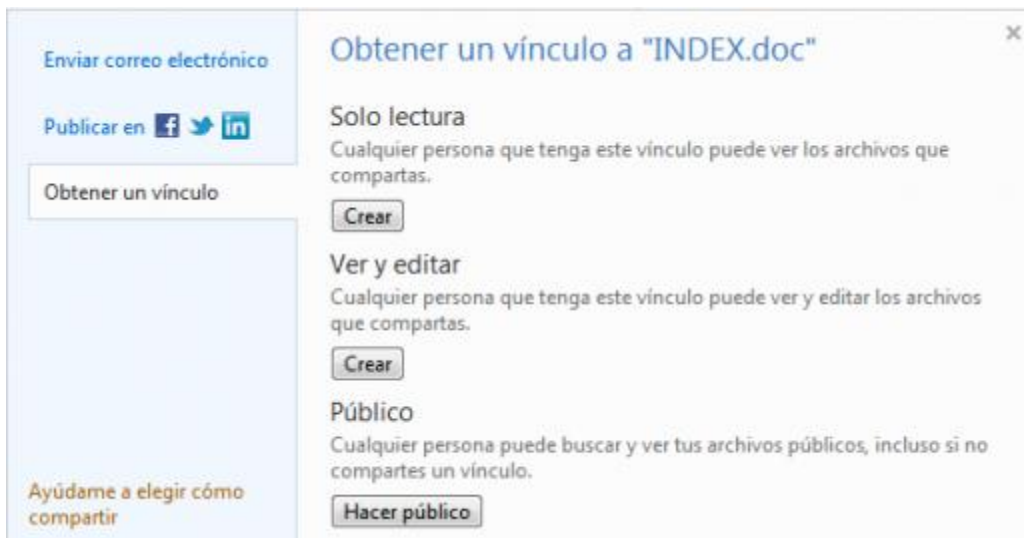 Enviar correo electrónico
Publicar en
Obtener un vínculo
Ayúdame a elegir cómo
compartir
Obtener un vínculo a "INDEX.doc"
Solo lectura
Cualquier persona que tenga este vínculo puede ver los archivos que
compartas.
Crear
Ver y editar
Cualquier persona que tenga este vínculo puede ver y editar los archivos
que compartas.
Crear
Público
Cualquier persona puede buscar y ver tus archivos públicos, incluso si no
compartes un vínculo.
Hacer público